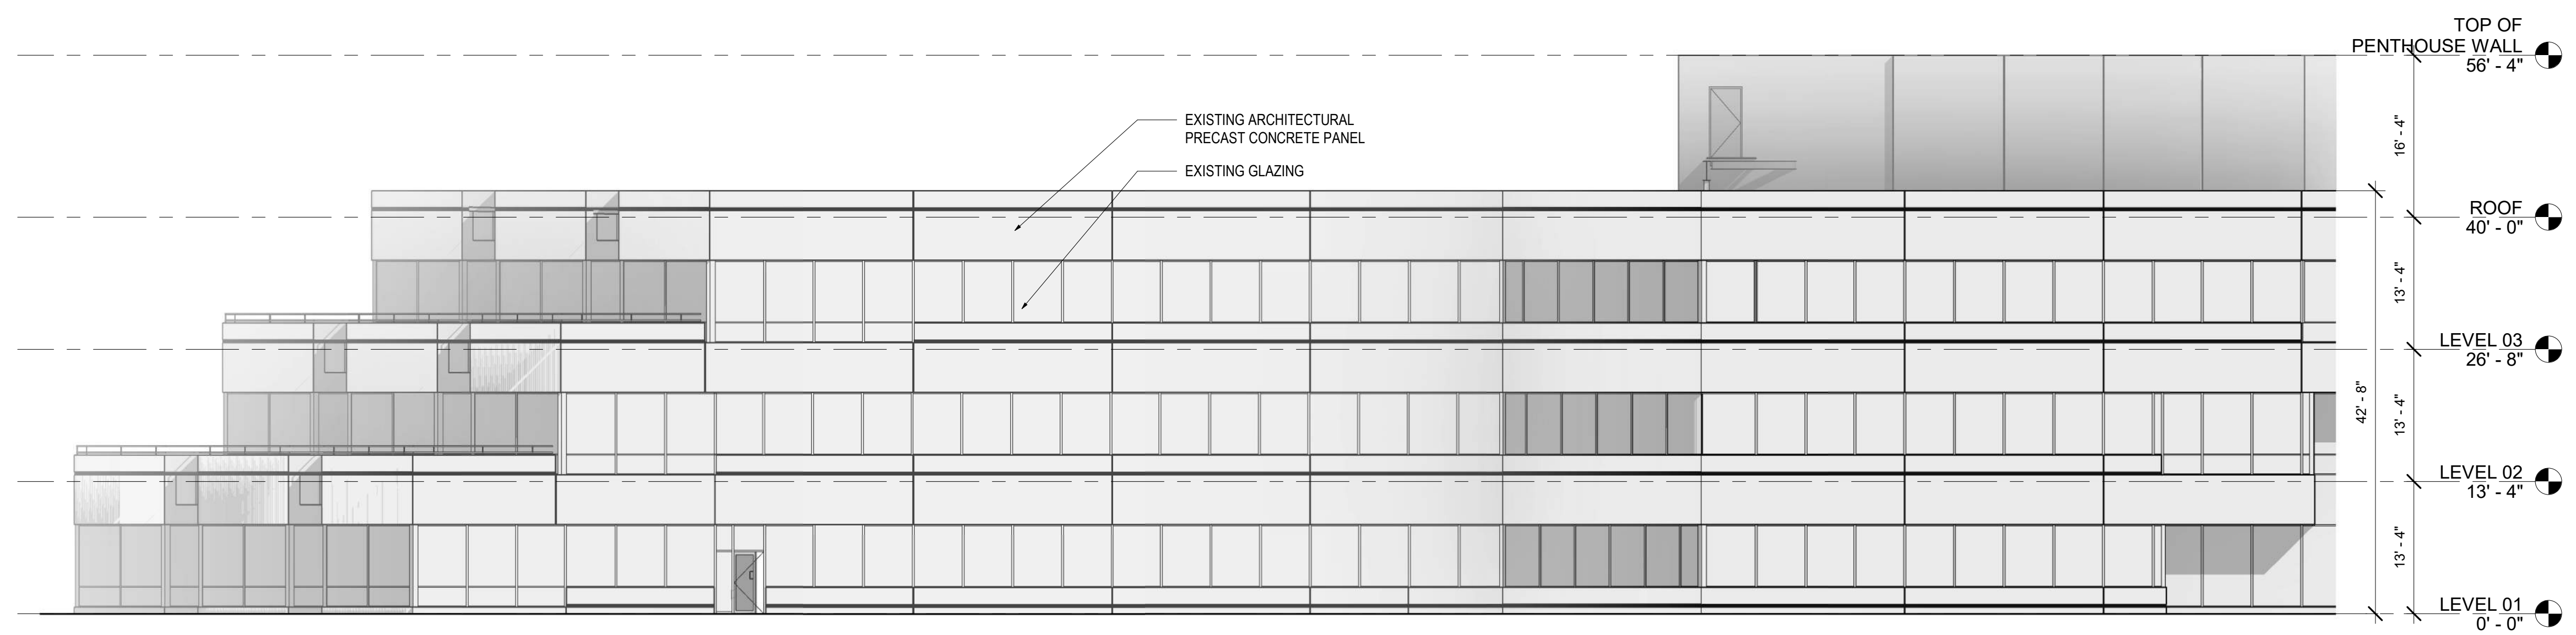 TOP OF
PENTHOUSE WALL
56' - 4"
EXISTING ARCHITECTURAL
PRECAST CONCRETE PANEL
EXISTING GLAZING
16' - 4"
ROOF
40' - 0"
13' - 4"
LEVEL 03
26' - 8"
42' - 8"
13' - 4"
LEVEL 02
13' - 4"
13' - 4"
LEVEL 01
0' - 0"